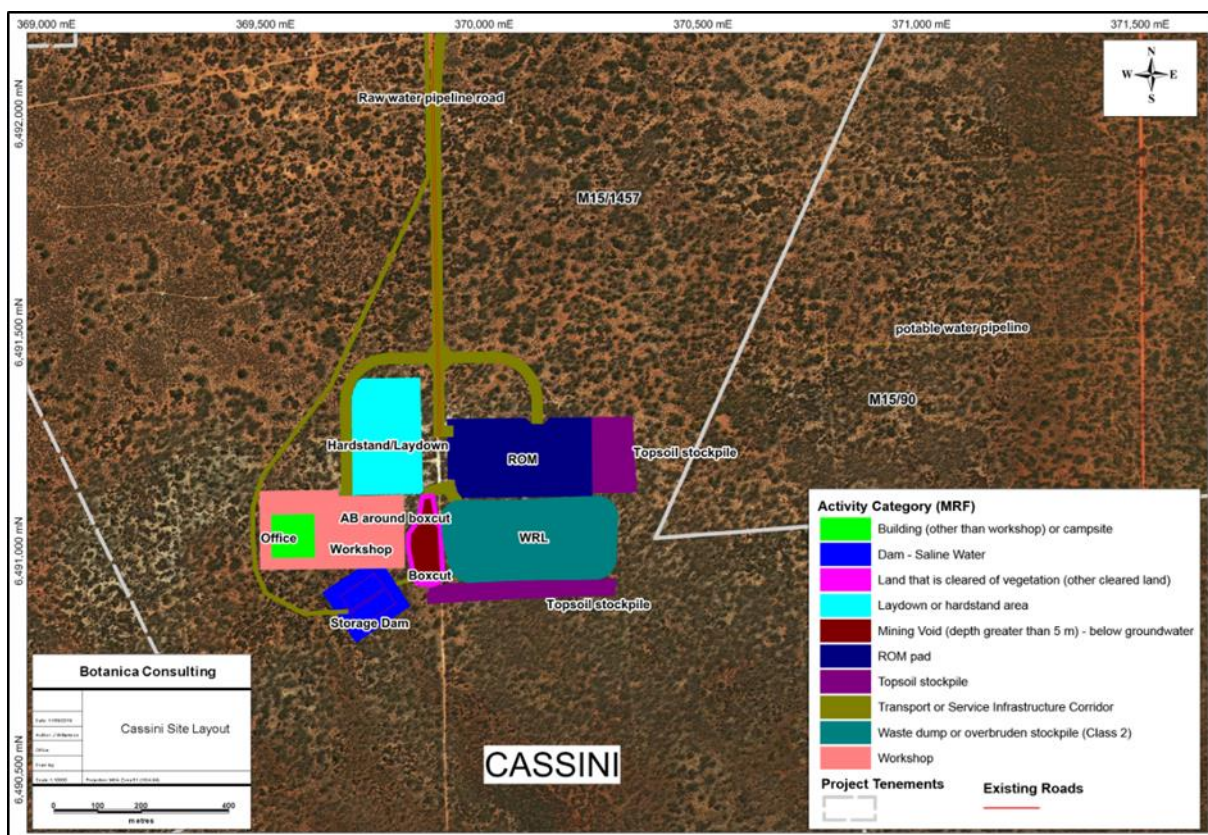 369,000 mE 369,500 mE 370,000 mE 370,500 mE 371,000 mE 371,500 mE
6,492,000 mN
6,491,500 mN
6,491,000 mN
6,490,500 mN
N
W E
S
Raw water pipeline road
M15/1457
potable water pipeline
M15/90
Hardstand/Laydown
ROM
Topsoil stockpile
AB around boxcut
Office
Workshop
WRL
Boxcut
Topsoil stockpile
Storage Dam
CASSINI
Activity Category (MRF)
Building (other than workshop) or campsite
Dam - Saline Water
Land that is cleared of vegetation (other cleared land)
Laydown or hardstand area
Mining Void (depth greater than 5 m) - below groundwater
ROM pad
Topsoil stockpile
Transport or Service Infrastructure Corridor
Waste dump or overbruden stockpile (Class 2)
Workshop
Project Tenements
Existing Roads
Botanica Consulting
Cassini Site Layout
0 100 200 400
metres